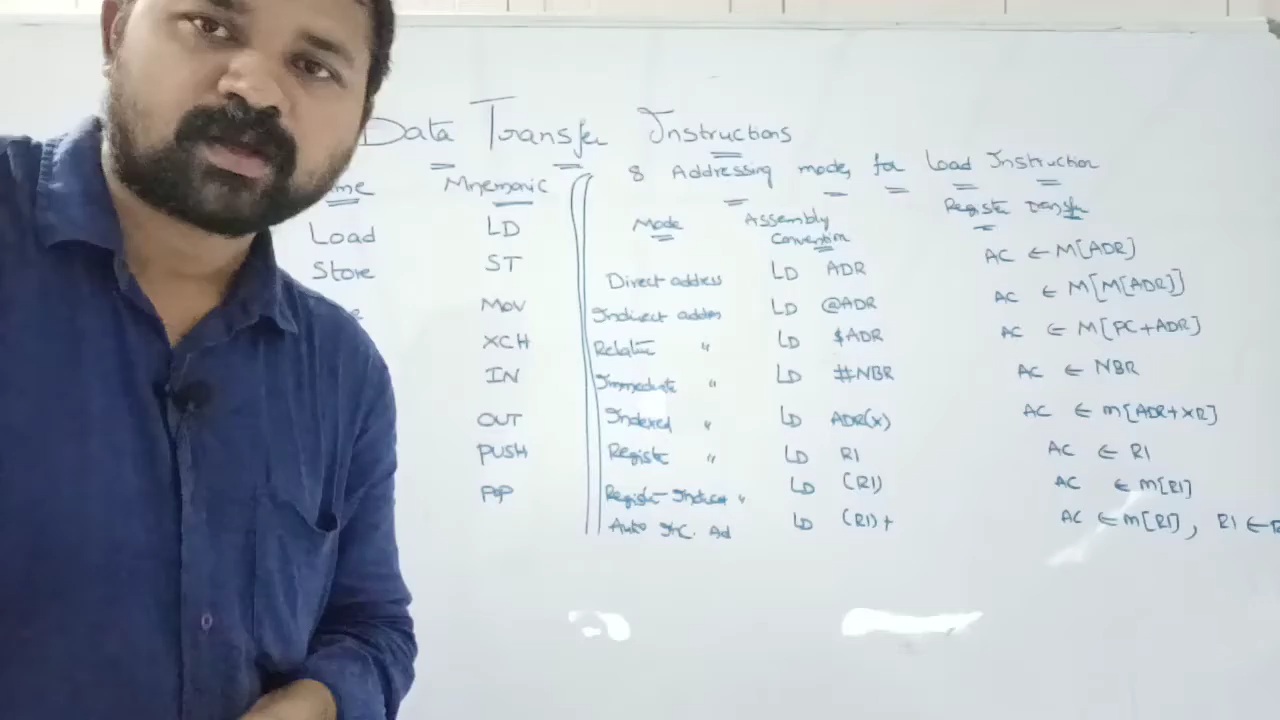 Data Transfer Instructions
8 Addressing modes for Load Instruction
me Mnemonic
Mode Assembly Convention Register Transfer
Load LD
Store ST
MOV
XCH
IN
OUT
PUSH
POP
Direct address LD ADR AC ← M[ADR]
Indirect addres LD @ADR AC ← M[M[ADR]]
Relative " LD $ADR AC ← M[PC+ADR]
Immediate " LD #NBR AC ← NBR
Indexed " LD ADR(X) AC ← M[ADR+XR]
Register " LD R1 AC ← R1
Register Indirect " LD (R1) AC ← M[R1]
Auto Inc. Ad LD (R1)+ AC ← M[R1], R1 ← R